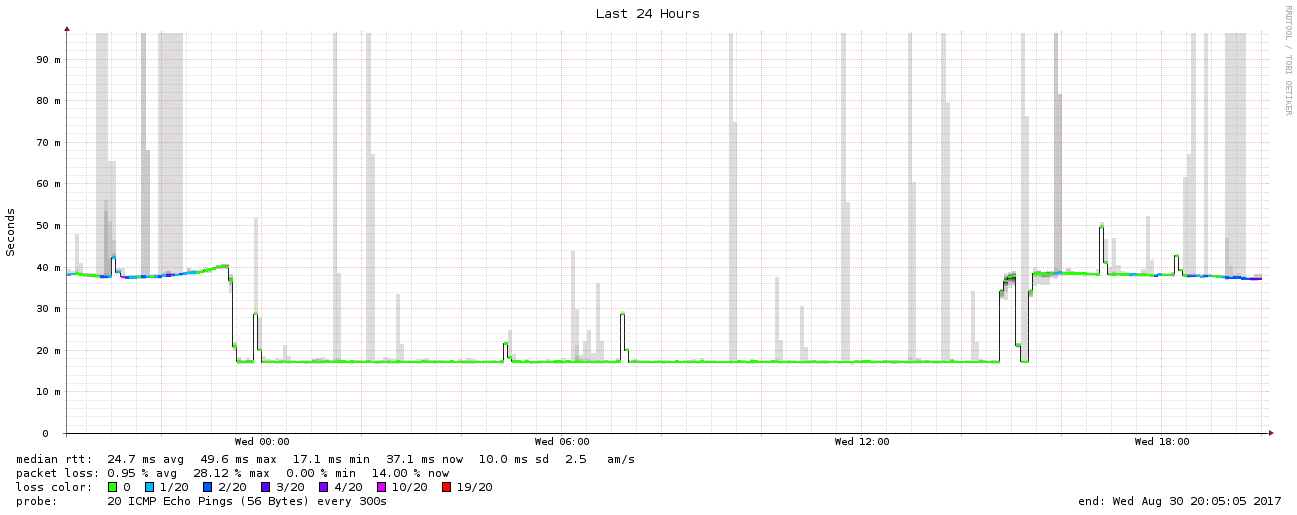 Last 24 Hours
RRDTOOL / TOBI OETIKER
Seconds
90 m
80 m
70 m
60 m
50 m
40 m
30 m
20 m
10 m
0
Wed 00:00 Wed 06:00 Wed 12:00 Wed 18:00
median rtt: 24.7 ms avg 49.6 ms max 17.1 ms min 37.1 ms now 10.0 ms sd 2.5 am/s
packet loss: 0.95 % avg 28.12 % max 0.00 % min 14.00 % now
loss color: 0 1/20 2/20 3/20 4/20 10/20 19/20
probe: 20 ICMP Echo Pings (56 Bytes) every 300s end: Wed Aug 30 20:05:05 2017